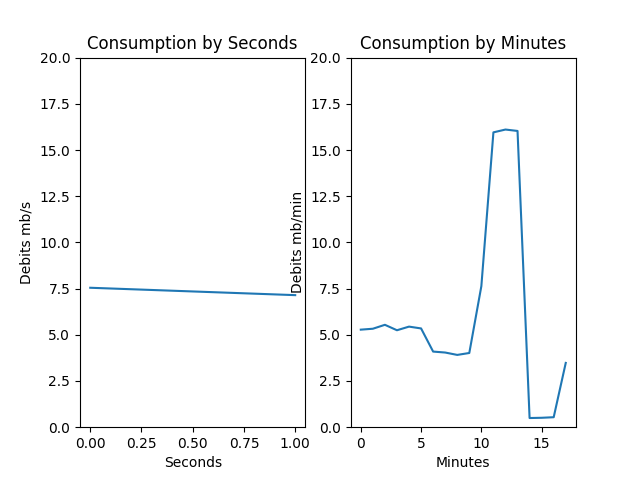 Consumption by Seconds
20.0
17.5
15.0
12.5
10.0
7.5
5.0
2.5
0.0
Debits mb/s
0.00 0.25 0.50 0.75 1.00
Seconds
Consumption by Minutes
20.0
17.5
15.0
12.5
10.0
7.5
5.0
2.5
0.0
Debits mb/min
0 5 10 15
Minutes